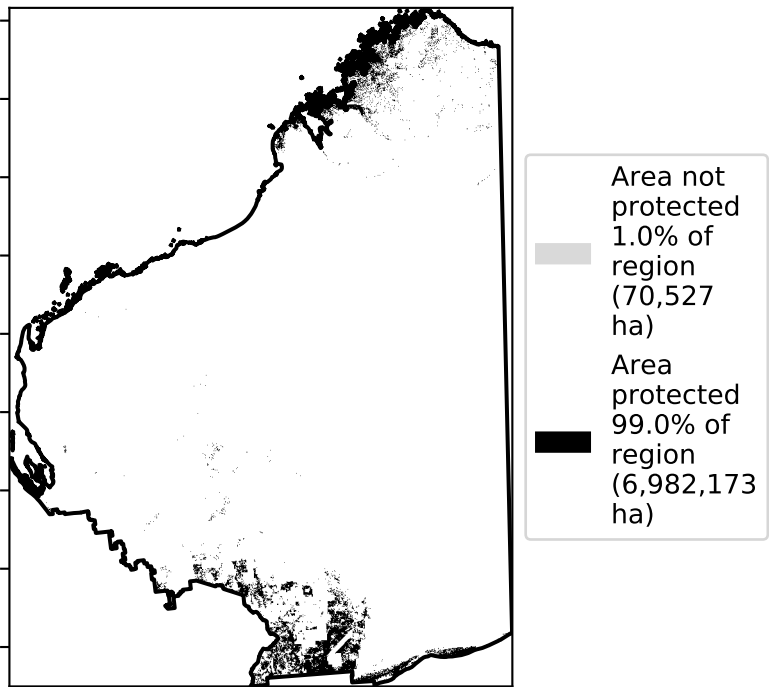 Area not
protected
1.0% of
region
(70,527
ha)
Area
protected
99.0% of
region
(6,982,173
ha)